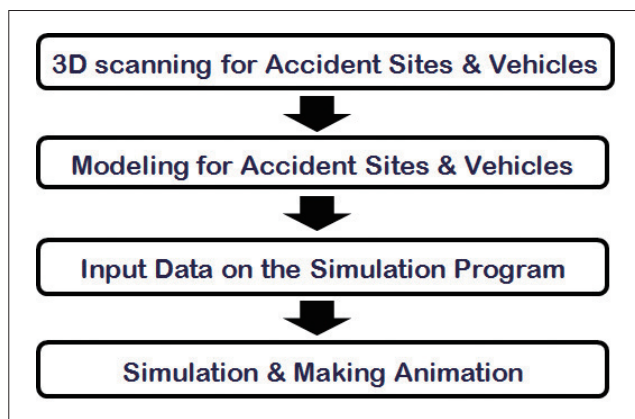 3D scanning for Accident Sites & Vehicles
Modeling for Accident Sites & Vehicles
Input Data on the Simulation Program
Simulation & Making Animation